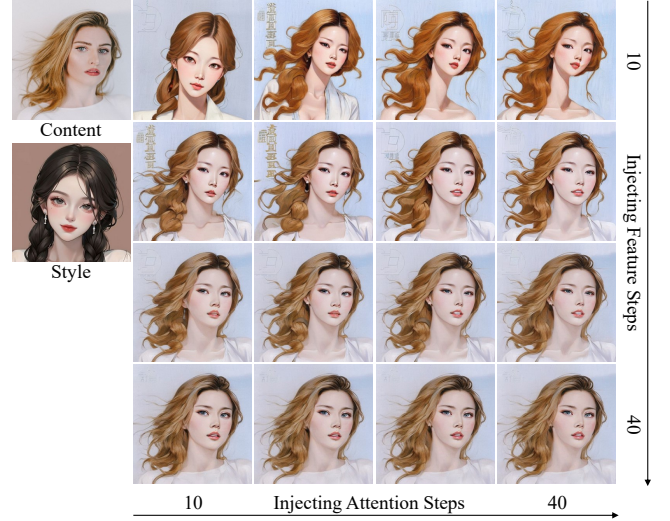 Content
Style
10
Injecting Feature Steps
40
10 Injecting Attention Steps 40